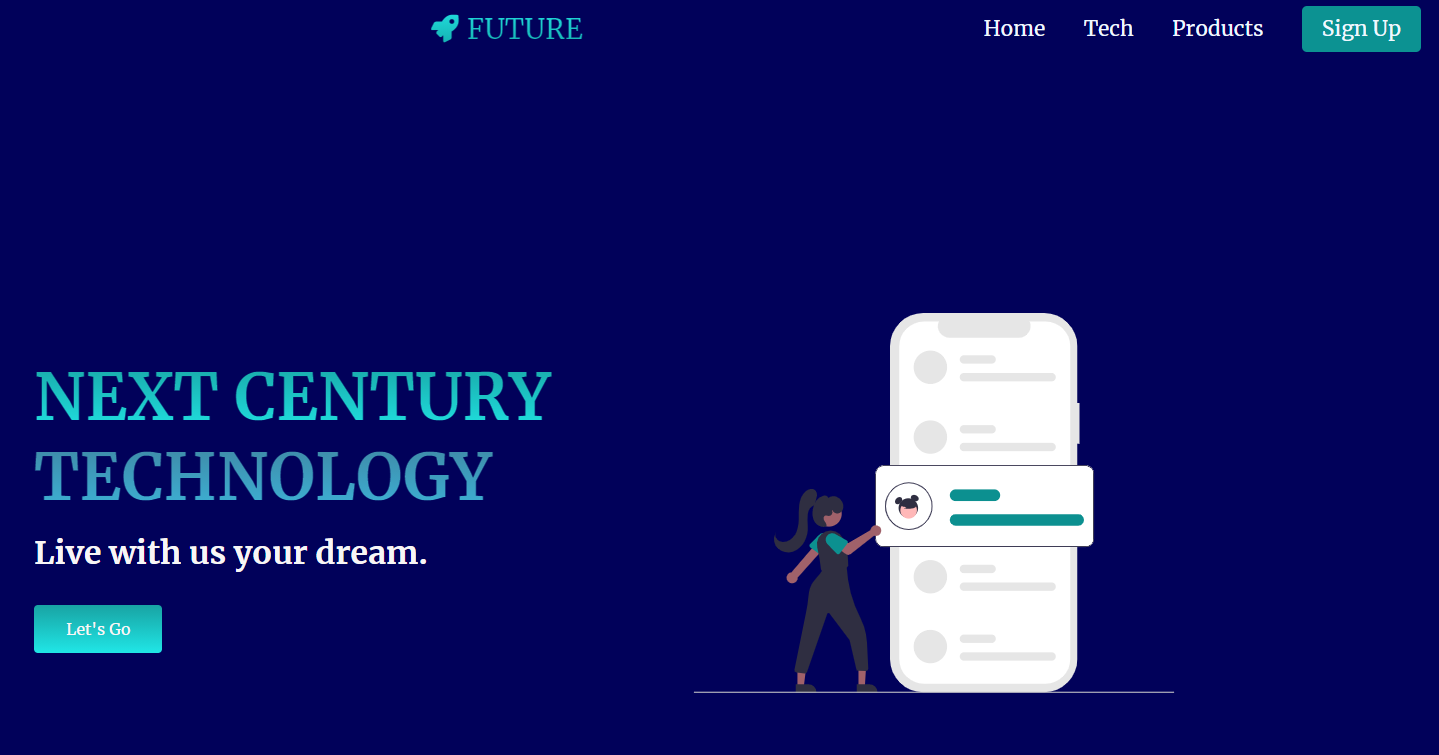 FUTURE
Home
Tech
Products
Sign Up
NEXT CENTURY
TECHNOLOGY
Live with us your dream.
Let's Go